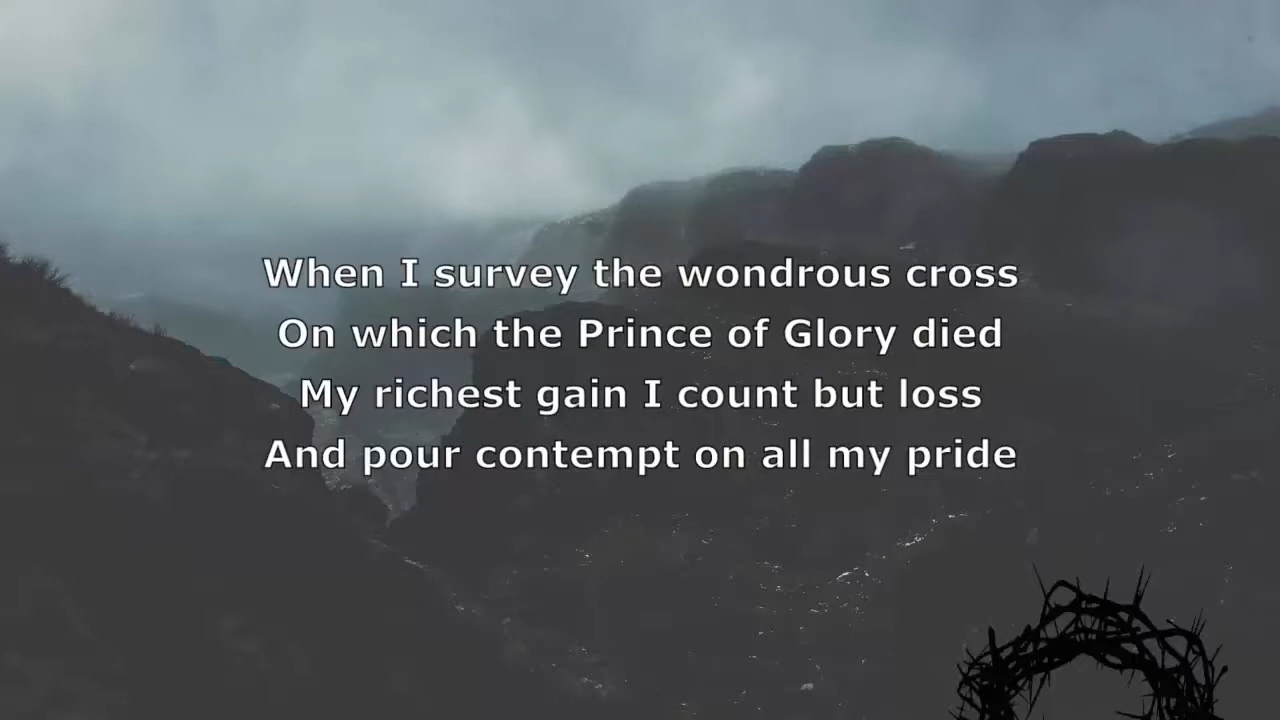 When I survey the wondrous cross
On which the Prince of Glory died
My richest gain I count but loss
And pour contempt on all my pride